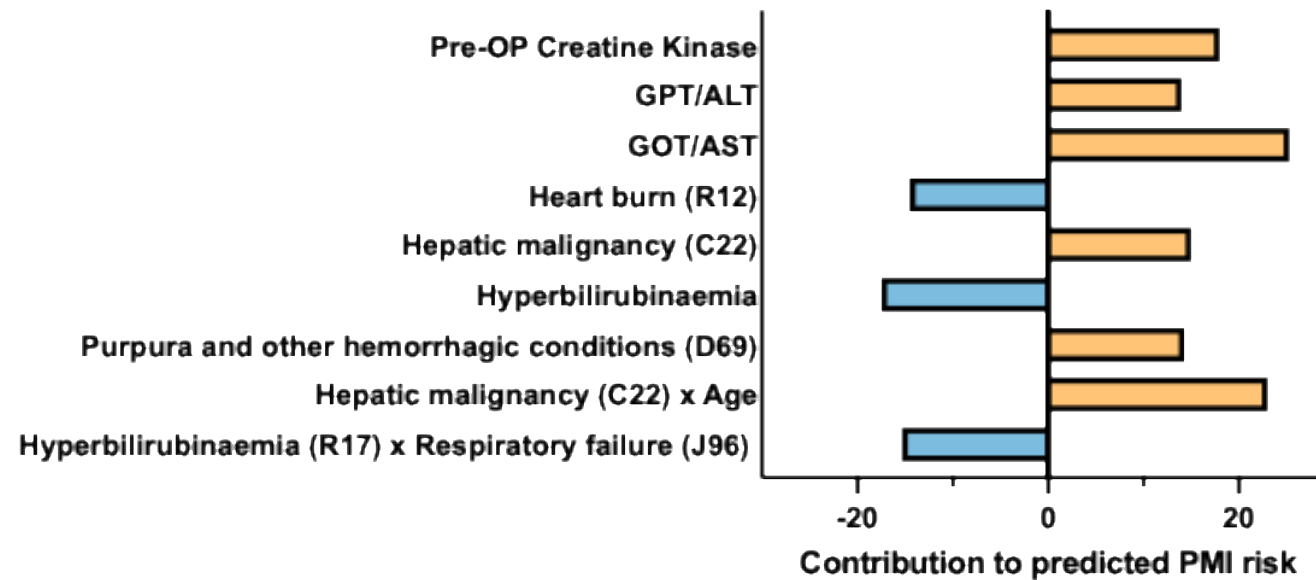 Pre-OP Creatine Kinase
GPT/ALT
GOT/AST
Heart burn (R12)
Hepatic malignancy (C22)
Hyperbilirubinaemia
Purpura and other hemorrhagic conditions (D69)
Hepatic malignancy (C22) x Age
Hyperbilirubinaemia (R17) x Respiratory failure (J96)
-20 0 20
Contribution to predicted PMI risk